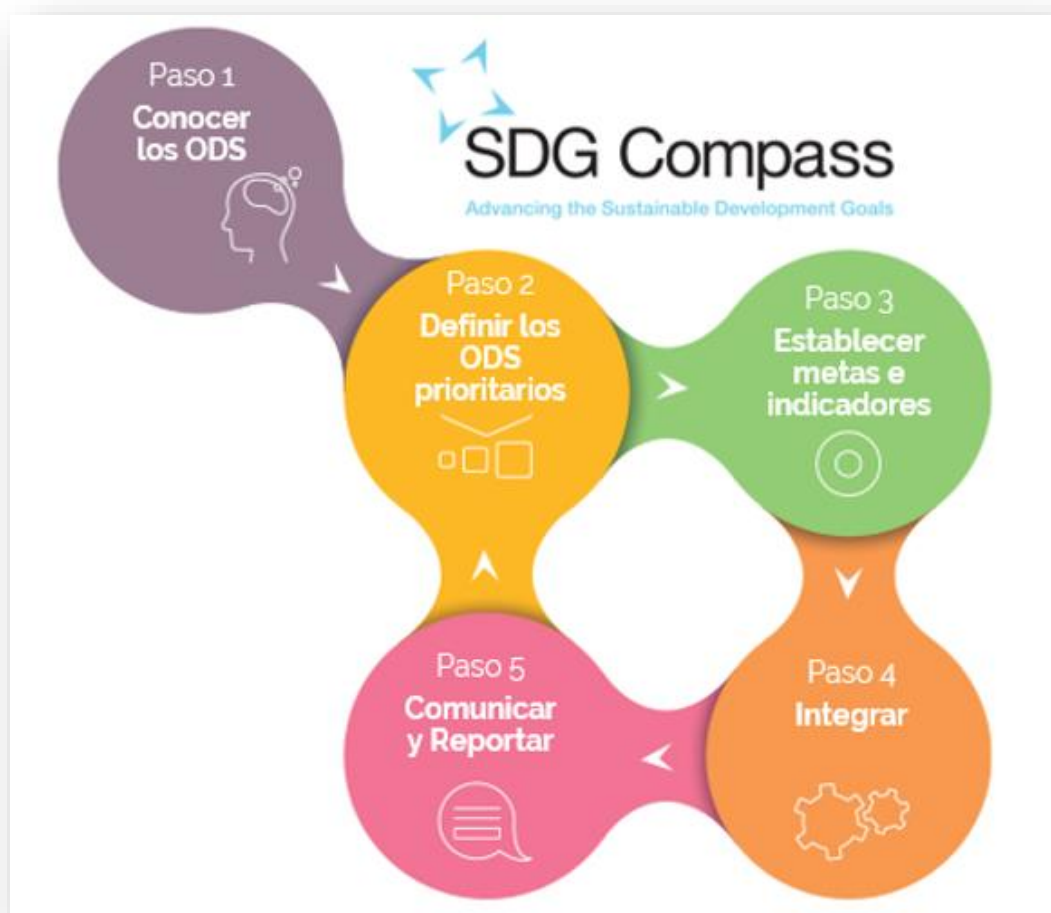 Paso 1
Conocer
los ODS
SDG Compass
Advancing the Sustainable Development Goals
Paso 2
Definir los
ODS
prioritarios
Paso 3
Establecer
metas e
indicadores
Paso 4
Integrar
Paso 5
Comunicar
y Reportar